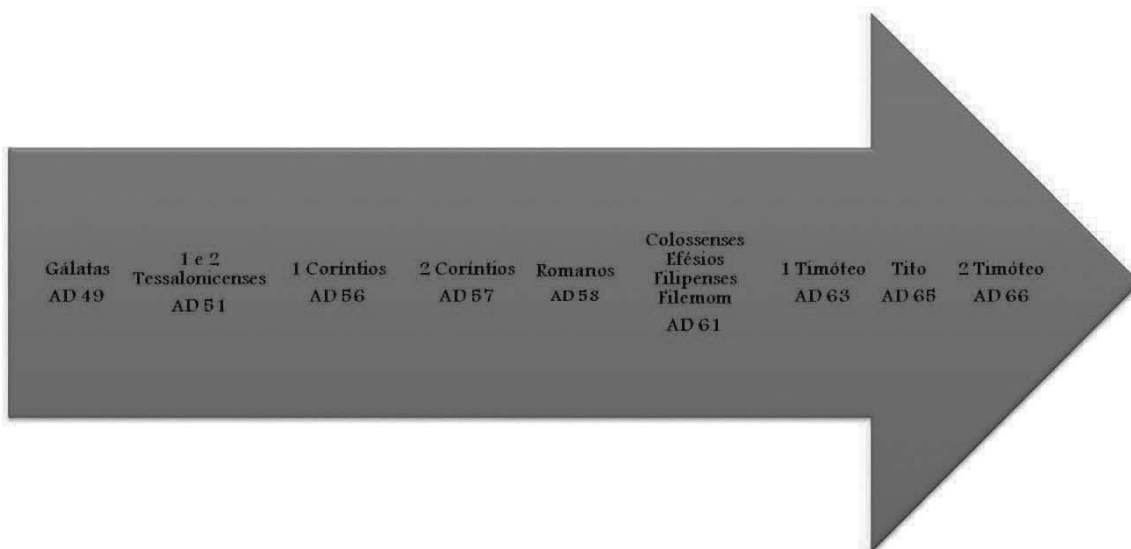 Gálatas
AD 49
1 e 2
Tessalonicenses
AD 51
1 Coríntios
AD 56
2 Coríntios
AD 57
Romanos
AD 58
Colossenses
Efésios
Filipenses
Filemom
AD 61
1 Timóteo
AD 63
Tito
AD 65
2 Timóteo
AD 66